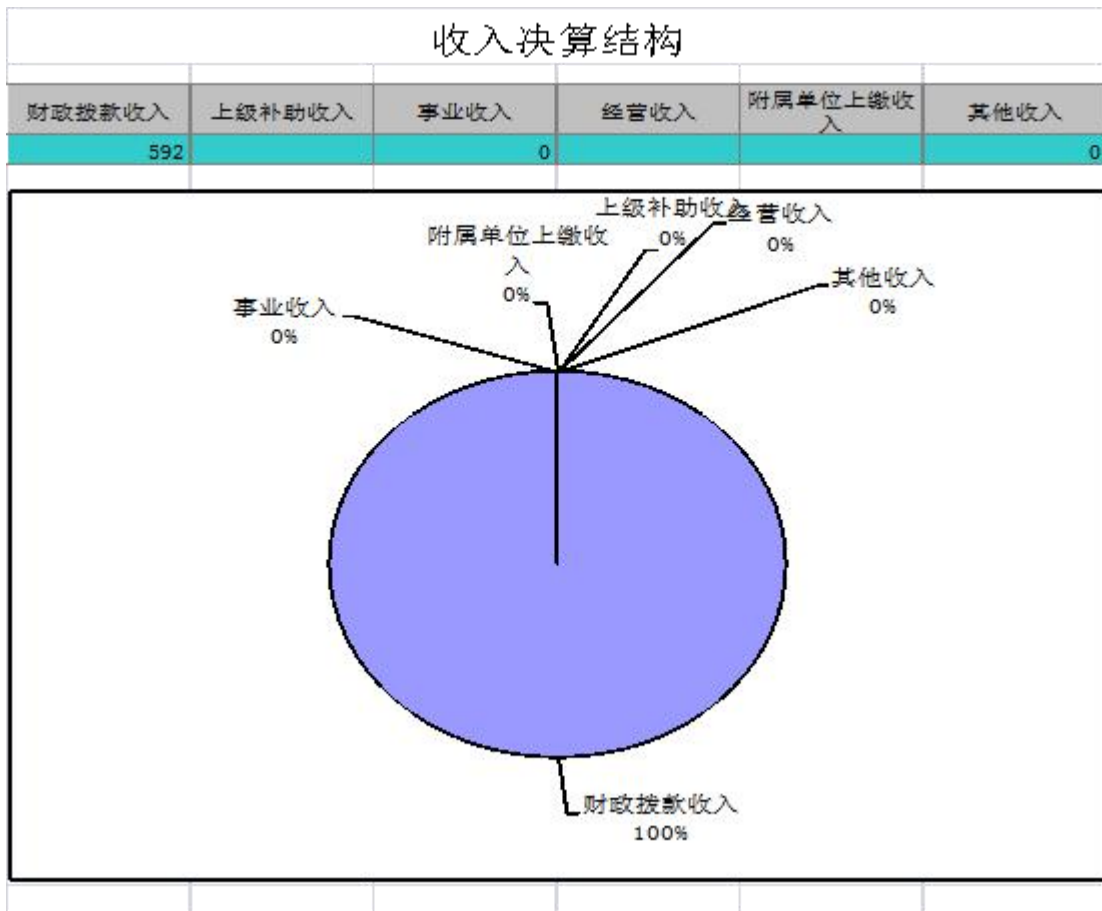 收入决算结构
财政拨款收入 上级补助收入 事业收入 经营收入 附属单位上缴收入 其他收入
592 0 0
上级补助收入
0%
经营收入
0%
附属单位上缴收
入
0%
其他收入
0%
事业收入
0%
财政拨款收入
100%